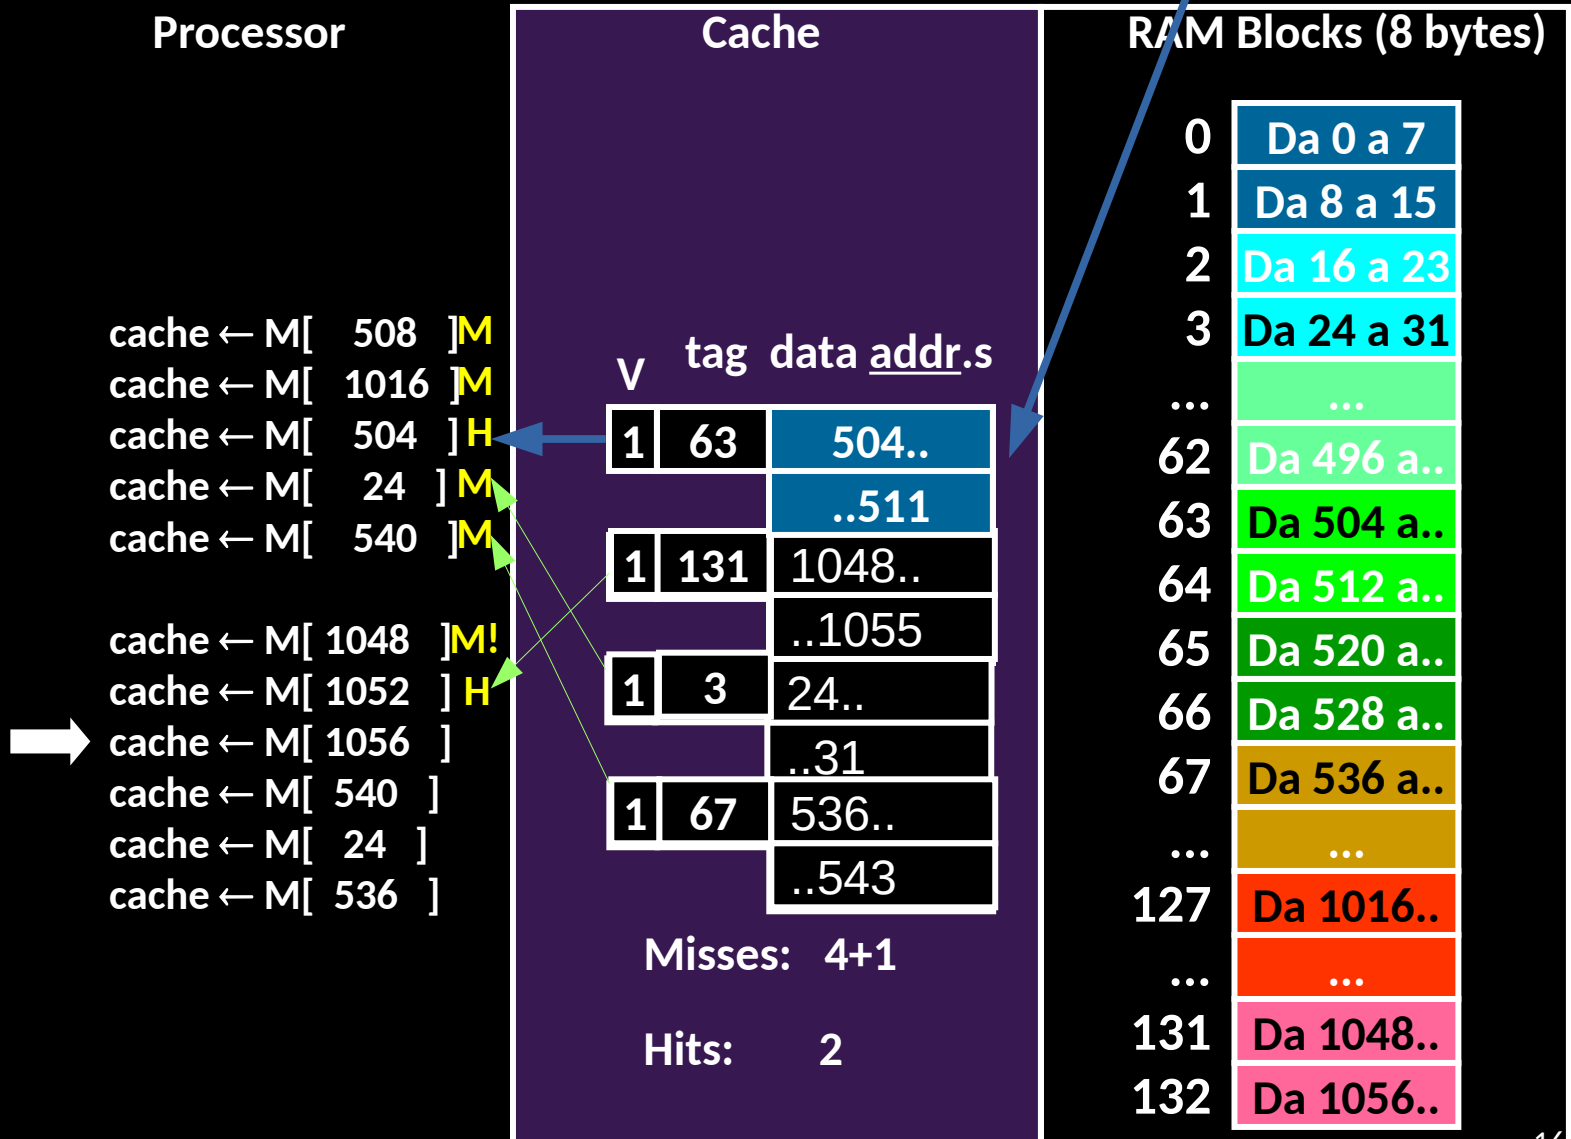 Processor
Cache
RAM Blocks (8 bytes)
cache ← M[ 508 ]M
cache ← M[ 1016 ]M
cache ← M[ 504 ] H
cache ← M[ 24 ] M
cache ← M[ 540 ]M
cache ← M[ 1048 ]M!
cache ← M[ 1052 ] H
cache ← M[ 1056 ]
cache ← M[ 540 ]
cache ← M[ 24 ]
cache ← M[ 536 ]
V tag data addr.s
1 63 504..
..511
1 131 1048..
..1055
1 3 24..
..31
1 67 536..
..543
Misses: 4+1
Hits: 2
0 Da 0 a 7
1 Da 8 a 15
2 Da 16 a 23
3 Da 24 a 31
... ...
62 Da 496 a..
63 Da 504 a..
64 Da 512 a..
65 Da 520 a..
66 Da 528 a..
67 Da 536 a..
... ...
127 Da 1016..
... ...
131 Da 1048..
132 Da 1056..